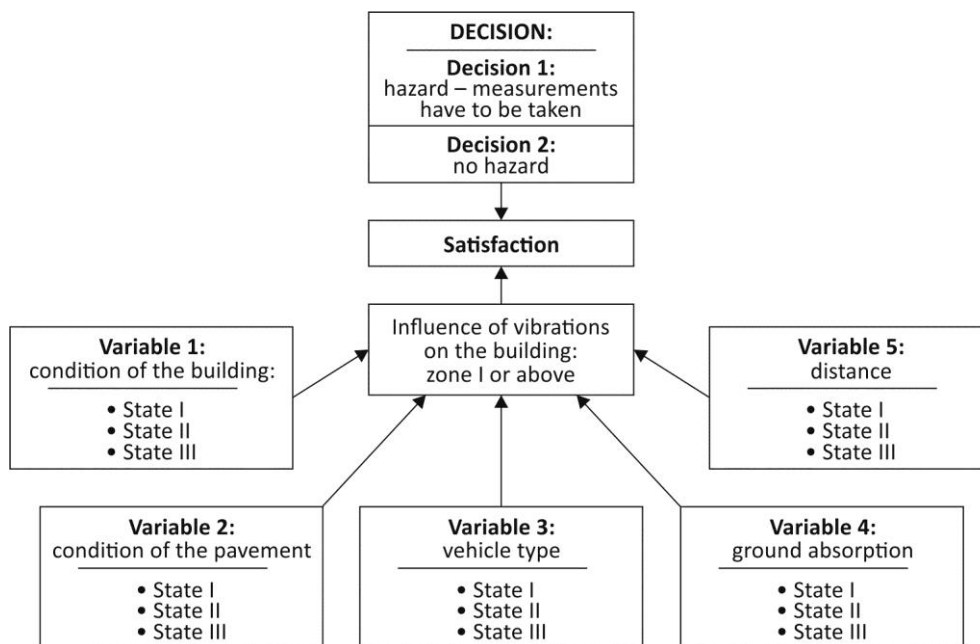 DECISION:
Decision 1:
hazard – measurements
have to be taken
Decision 2:
no hazard
Satisfaction
Influence of vibrations
on the building:
zone I or above
Variable 1:
condition of the building:
• State I
• State II
• State III
Variable 5:
distance
• State I
• State II
• State III
Variable 2:
condition of the pavement
• State I
• State II
• State III
Variable 3:
vehicle type
• State I
• State II
• State III
Variable 4:
ground absorption
• State I
• State II
• State III